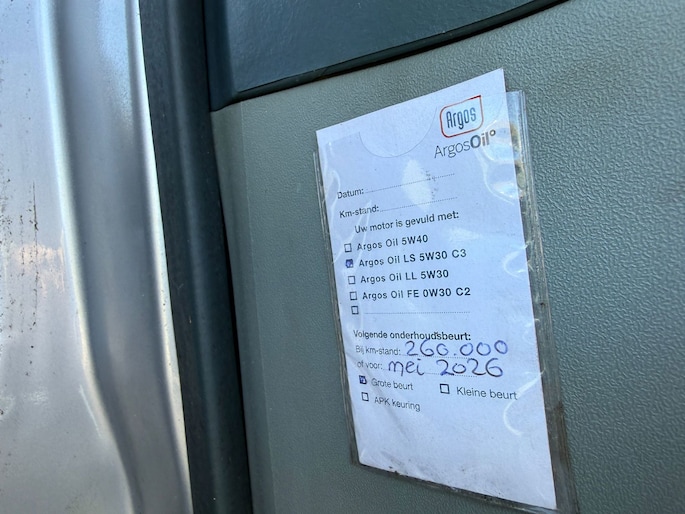 Argos
ArgosOil
Datum:
Km-stand:
Uw motor is gevuld met:
Argos Oil 5W40
Argos Oil LS 5W30 C3
Argos Oil LL 5W30
Argos Oil FE 0W30 C2
Volgende onderhoudsbeurt:
Bij km-stand: 260.000
of voor: mei 2026
Grote beurt Kleine beurt
APK keuring